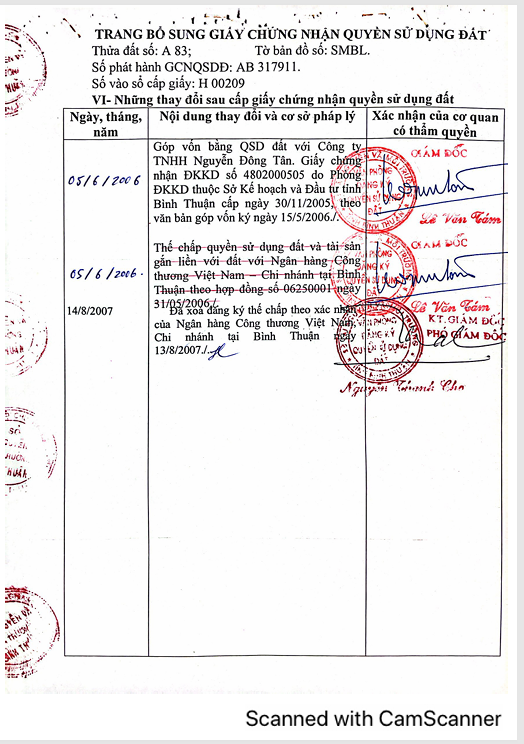 TRANG BỔ SUNG GIẤY CHỨNG NHẬN QUYỀN SỬ DỤNG ĐẤT
Thửa đất số: A 83; Tờ bản đồ số: SMBL.
Số phát hành GCNQSDĐ: AB 317911.
Số vào sổ cấp giấy: H 00209
VI- Những thay đổi sau cấp giấy chứng nhận quyền sử dụng đất
Ngày, tháng, năm
Nội dung thay đổi và cơ sở pháp lý
Xác nhận của cơ quan có thẩm quyền
05/6/2006
Góp vốn bằng QSD đất với Công ty
TNHH Nguyễn Đông Tân. Giấy chứng
nhận ĐKKD số 4802000505 do Phòng
ĐKKD thuộc Sở Kế hoạch và Đầu tư tỉnh
Bình Thuận cấp ngày 30/11/2005, theo
văn bản góp vốn ký ngày 15/5/2006./.
GIÁM ĐỐC
Lê Văn Tám
05/6/2006.
Thế chấp quyền sử dụng đất và tài sản
gắn liền với đất với Ngân hàng Công
thương Việt Nam – Chi nhánh tại Bình
Thuận theo hợp đồng số 06250001 ngày
31/05/2006./.
GIÁM ĐỐC
Lê Văn Tám
14/8/2007
Đã xóa đăng ký thế chấp theo xác nhận
của Ngân hàng Công thương Việt Nam,
Chi nhánh tại Bình Thuận ngày
13/8/2007./.
KT. GIÁM ĐỐC
PHÓ GIÁM ĐỐC
Nguyễn Thanh Cho
Scanned with CamScanner